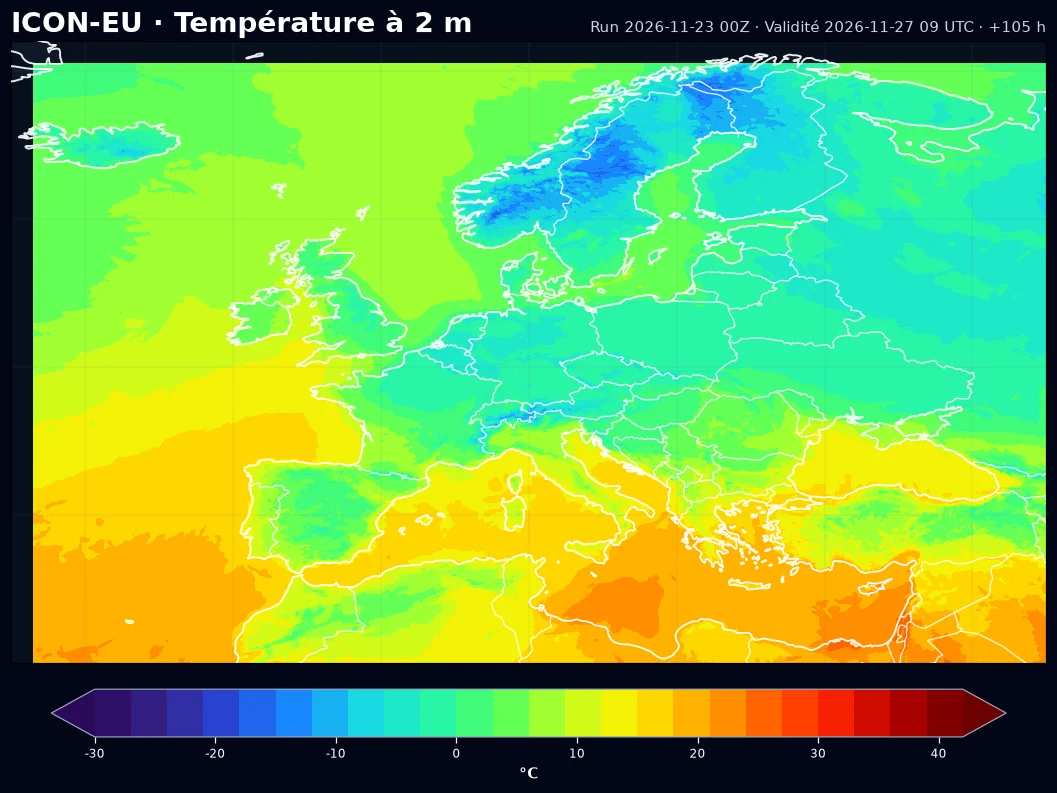 ICON-EU · Température à 2 m
Run 2026-11-23 00Z · Validité 2026-11-27 09 UTC · +105 h
-30 -20 -10 0 10 20 30 40
°C